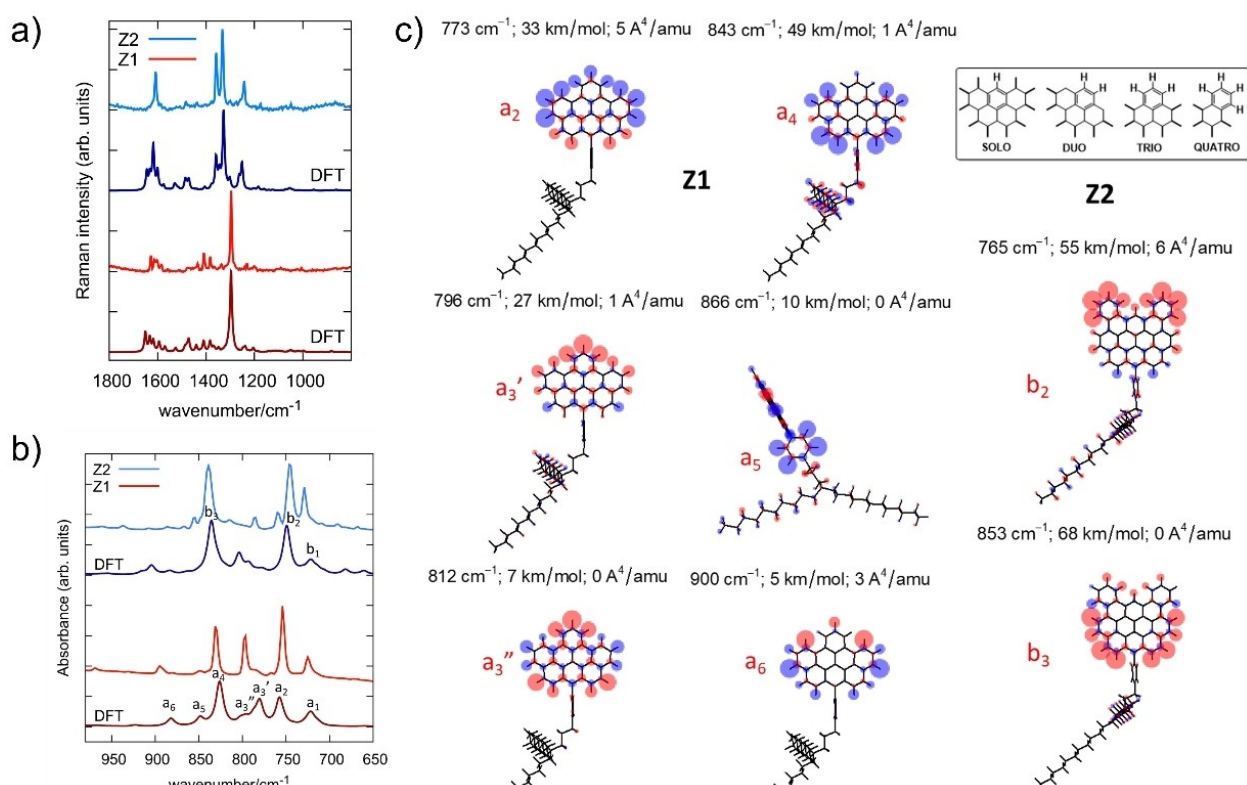 a)
Z2
Z1
DFT
DFT
Raman intensity (arb. units)
1800 1600 1400 1200 1000
wavenumber/cm⁻¹
b)
Z2
Z1
b₃
b₂
b₁
DFT
a₆
a₅
a₄
a₃″
a₃′
a₂
a₁
DFT
Absorbance (arb. units)
950 900 850 800 750 700 650
wavenumber/cm⁻¹
c)
773 cm⁻¹; 33 km/mol; 5 A⁴/amu
a₂
843 cm⁻¹; 49 km/mol; 1 A⁴/amu
a₄
Z1
796 cm⁻¹; 27 km/mol; 1 A⁴/amu
a₃′
866 cm⁻¹; 10 km/mol; 0 A⁴/amu
a₅
812 cm⁻¹; 7 km/mol; 0 A⁴/amu
a₃″
900 cm⁻¹; 5 km/mol; 3 A⁴/amu
a₆
H H H H H H H H H H
SOLO DUO TRIO QUATRO
Z2
765 cm⁻¹; 55 km/mol; 6 A⁴/amu
b₂
853 cm⁻¹; 68 km/mol; 0 A⁴/amu
b₃